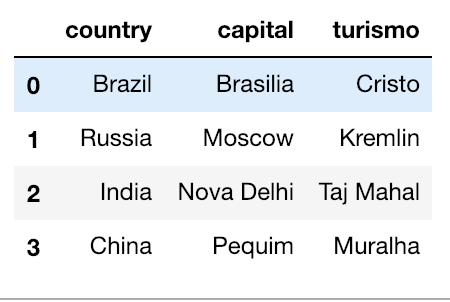 country capital turismo
0 Brazil Brasilia Cristo
1 Russia Moscow Kremlin
2 India Nova Delhi Taj Mahal
3 China Pequim Muralha